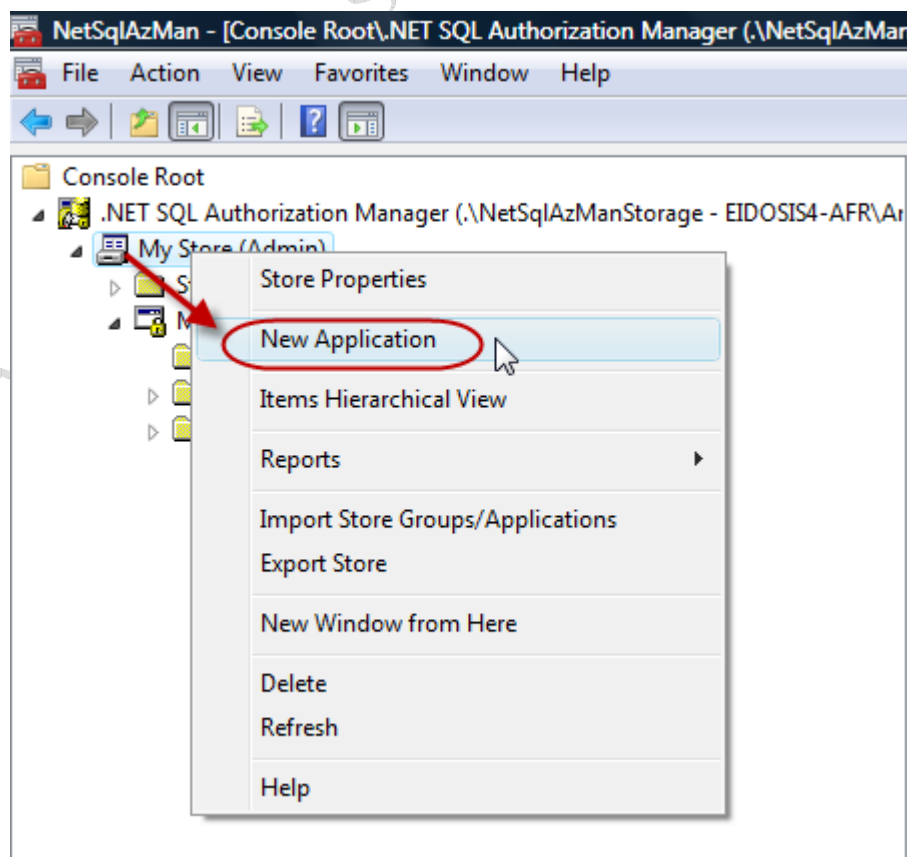 NetSqlAzMan - [Console Root\.NET SQL Authorization Manager (.\NetSqlAzMan
File Action View Favorites Window Help
Console Root
.NET SQL Authorization Manager (.\NetSqlAzManStorage - EIDOSIS4-AFR\An
My Store (Admin)
S
M
Store Properties
New Application
Items Hierarchical View
Reports
Import Store Groups/Applications
Export Store
New Window from Here
Delete
Refresh
Help